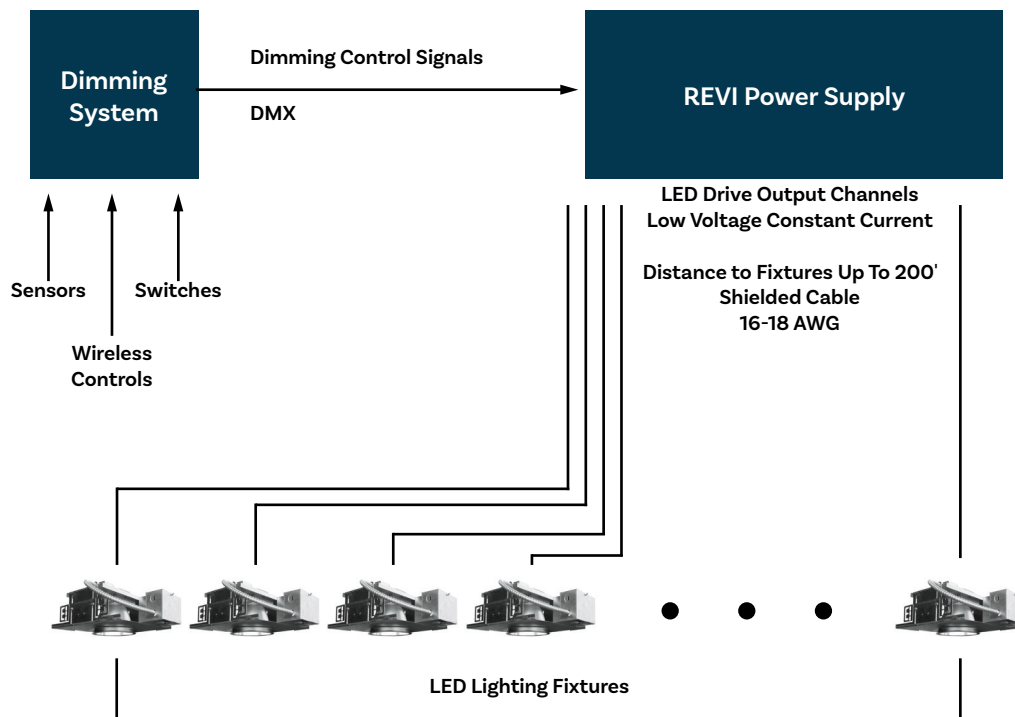 Dimming
System
Dimming Control Signals
DMX
REVI Power Supply
LED Drive Output Channels
Low Voltage Constant Current
Distance to Fixtures Up To 200'
Shielded Cable
16-18 AWG
Sensors
Switches
Wireless
Controls
LED Lighting Fixtures